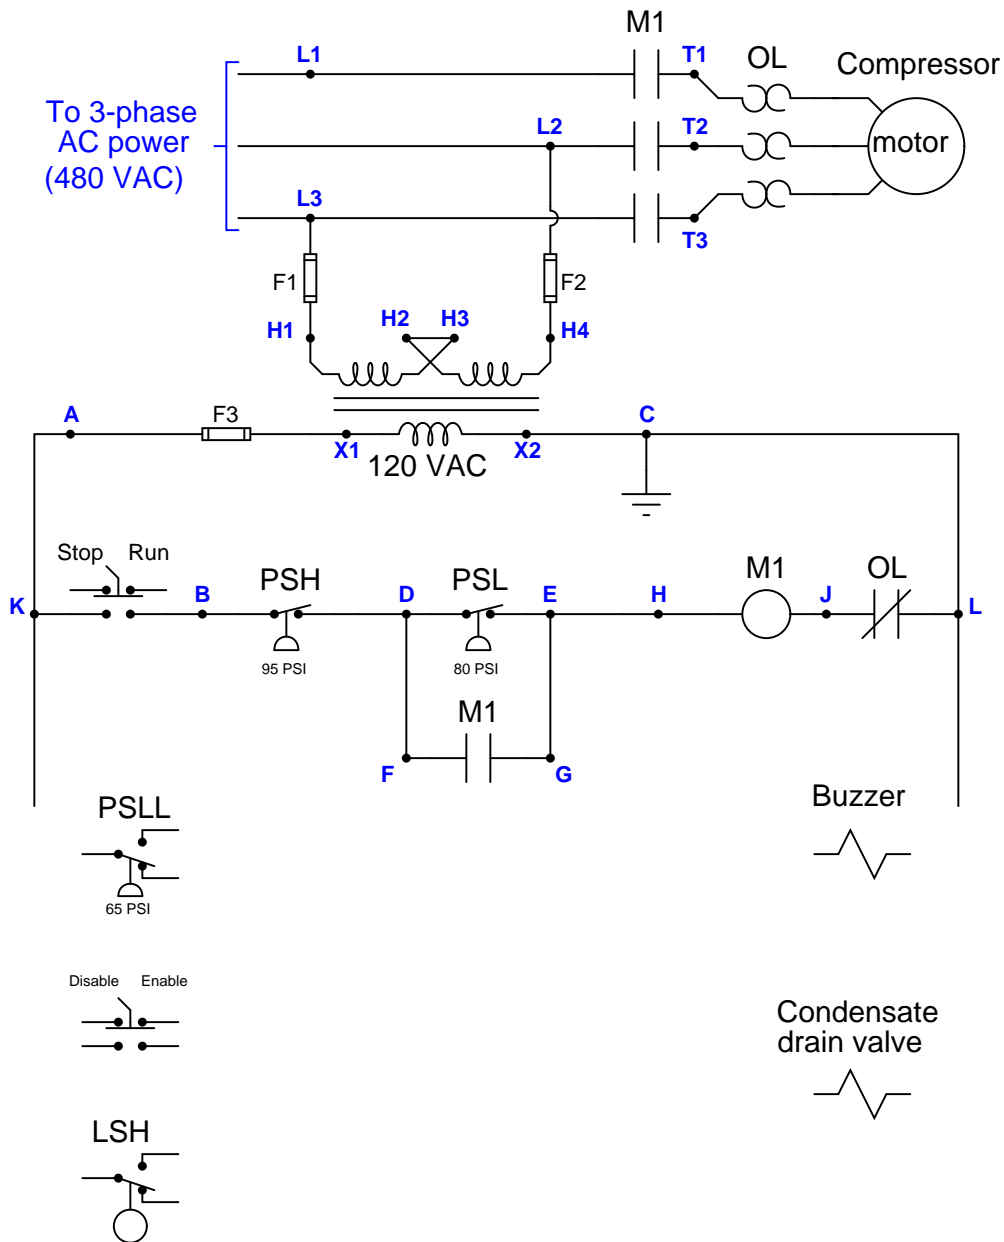 M1
L1
T1
OL
Compressor
To 3-phase
AC power
(480 VAC)
L2
T2
motor
L3
T3
F1
F2
H1
H2
H3
H4
A
F3
C
X1
120 VAC
X2
Stop
Run
PSH
PSL
M1
OL
K
B
D
E
H
J
L
95 PSI
80 PSI
M1
F
G
PSLL
Buzzer
65 PSI
Disable
Enable
Condensate
drain valve
LSH